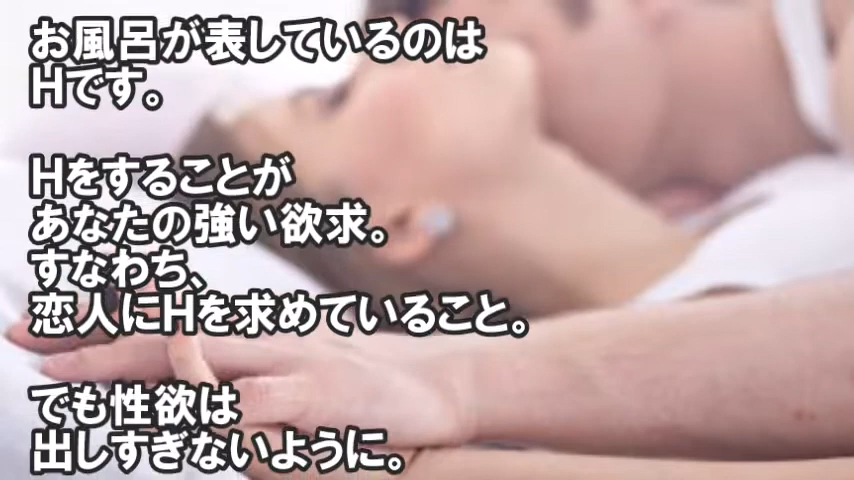 お風呂が表しているのは
Hです。
Hをすることが
あなたの強い欲求。
すなわち、
恋人にHを求めていること。
でも性欲は
出しすぎないように。